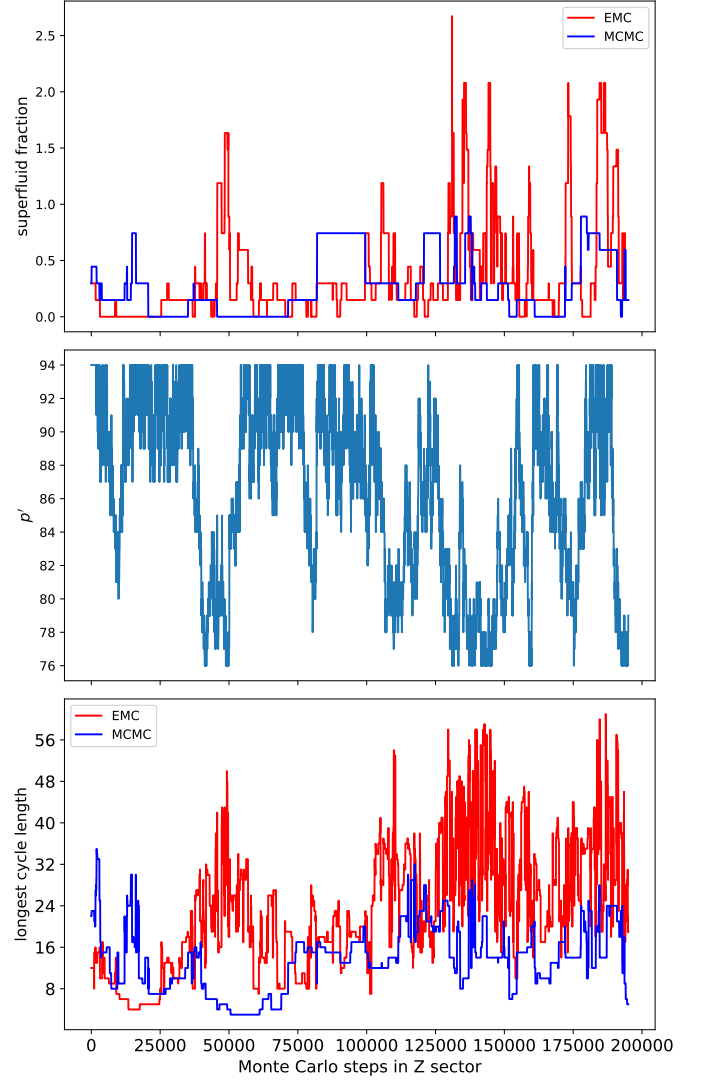 EMC
MCMC
2.5
2.0
1.5
1.0
0.5
0.0
superfluid fraction
94
92
90
88
86
84
82
80
78
76
p′
EMC
MCMC
56
48
40
32
24
16
8
longest cycle length
0 25000 50000 75000 100000 125000 150000 175000 200000
Monte Carlo steps in Z sector